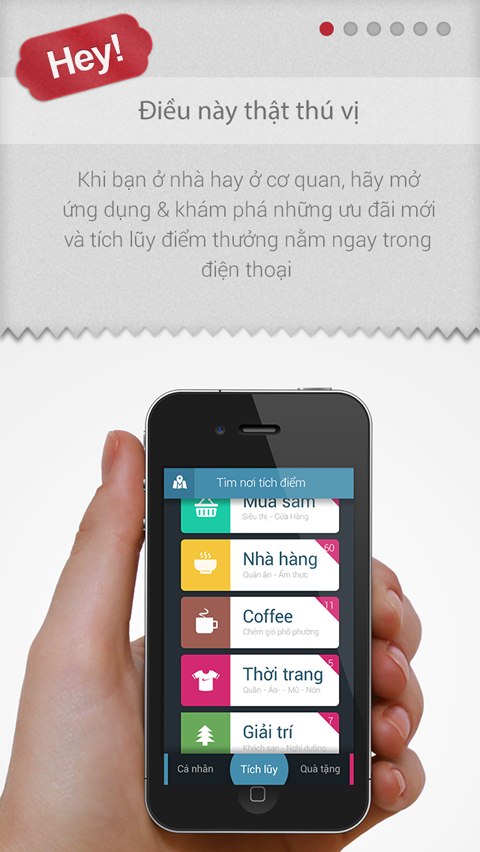 Hey!
Điều này thật thú vị
Khi bạn ở nhà hay ở cơ quan, hãy mở
ứng dụng & khám phá những ưu đãi mới
và tích lũy điểm thưởng nằm ngay trong
điện thoại
Tìm nơi tích điểm
Mua sắm
Siêu thị - Cửa Hàng
60
Nhà hàng
Quán ăn - Ẩm thực
11
Coffee
Chém gió phố phường
5
Thời trang
Quần - Áo- - Mũ - Nón
7
Giải trí
Khách sạn - Nghỉ dưỡng
Cá nhân
Tích lũy
Quà tặng